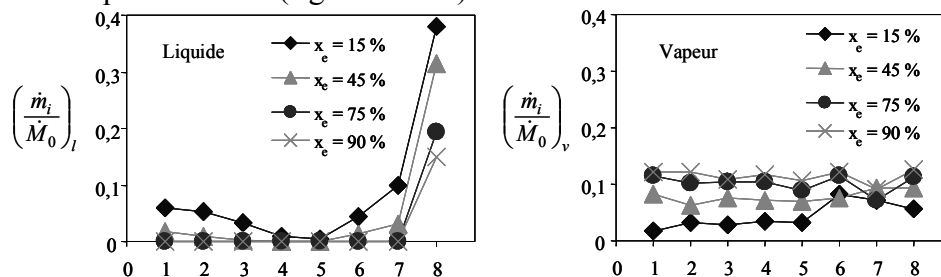 0,4
0,3
0,2
0,1
0
Liquide
x_e = 15 %
x_e = 45 %
x_e = 75 %
x_e = 90 %
(ṁ_i / Ṁ_0)_l
0 1 2 3 4 5 6 7 8
0,4
0,3
0,2
0,1
0
Vapeur
x_e = 15 %
x_e = 45 %
x_e = 75 %
x_e = 90 %
(ṁ_i / Ṁ_0)_v
0 1 2 3 4 5 6 7 8